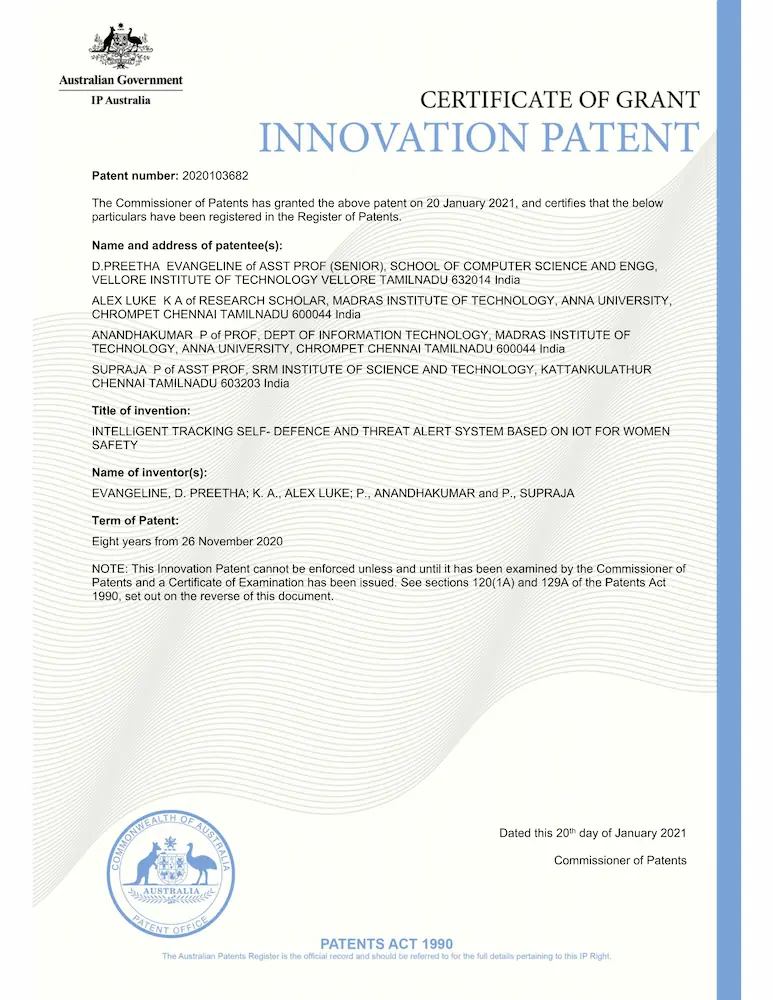 Australian Government
IP Australia
CERTIFICATE OF GRANT
INNOVATION PATENT
Patent number: 2020103682
The Commissioner of Patents has granted the above patent on 20 January 2021, and certifies that the below
particulars have been registered in the Register of Patents.
Name and address of patentee(s):
D.PREETHA EVANGELINE of ASST PROF (SENIOR), SCHOOL OF COMPUTER SCIENCE AND ENGG,
VELLORE INSTITUTE OF TECHNOLOGY VELLORE TAMILNADU 632014 India
ALEX LUKE K A of RESEARCH SCHOLAR, MADRAS INSTITUTE OF TECHNOLOGY, ANNA UNIVERSITY,
CHROMPET CHENNAI TAMILNADU 600044 India
ANANDHAKUMAR P of PROF, DEPT OF INFORMATION TECHNOLOGY, MADRAS INSTITUTE OF
TECHNOLOGY, ANNA UNIVERSITY, CHROMPET CHENNAI TAMILNADU 600044 India
SUPRAJA P of ASST PROF, SRM INSTITUTE OF SCIENCE AND TECHNOLOGY, KATTANKULATHUR
CHENNAI TAMILNADU 603203 India
Title of invention:
INTELLIGENT TRACKING SELF- DEFENCE AND THREAT ALERT SYSTEM BASED ON IOT FOR WOMEN
SAFETY
Name of inventor(s):
EVANGELINE, D. PREETHA; K. A., ALEX LUKE; P., ANANDHAKUMAR and P., SUPRAJA
Term of Patent:
Eight years from 26 November 2020
NOTE: This Innovation Patent cannot be enforced unless and until it has been examined by the Commissioner of
Patents and a Certificate of Examination has been issued. See sections 120(1A) and 129A of the Patents Act
1990, set out on the reverse of this document.
Dated this 20th day of January 2021
Commissioner of Patents
COMMONWEALTH OF AUSTRALIA
AUSTRALIA
PATENT OFFICE
PATENTS ACT 1990
The Australian Patents Register is the official record and should be referred to for the full details pertaining to this IP Right.